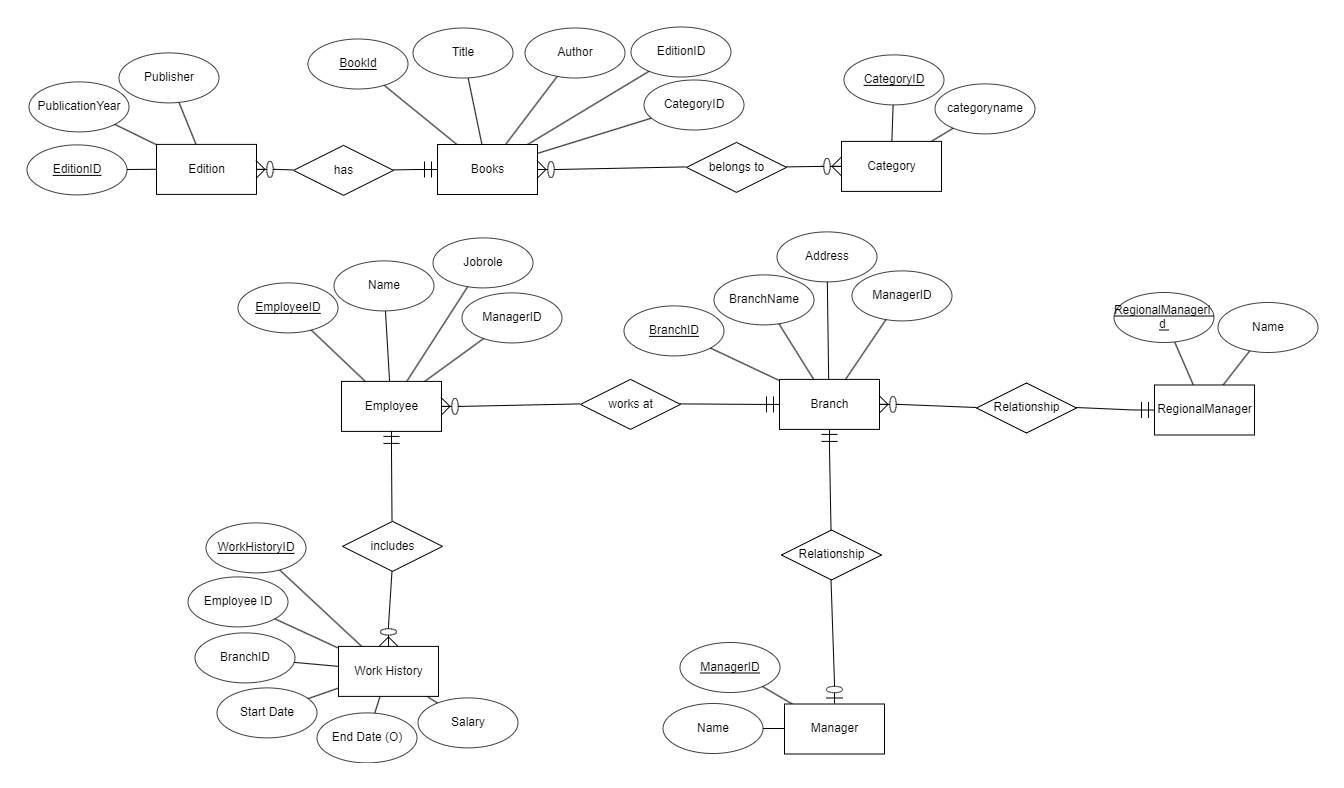 BookId
Title
Author
EditionID
CategoryID
Publisher
PublicationYear
EditionID
Edition
has
Books
belongs to
Category
CategoryID
categoryname
EmployeeID
Name
Jobrole
ManagerID
Employee
works at
BranchID
BranchName
Address
ManagerID
Branch
Relationship
RegionalManagerI
d
Name
RegionalManager
includes
Relationship
WorkHistoryID
Employee ID
BranchID
Start Date
End Date (O)
Salary
Work History
ManagerID
Name
Manager